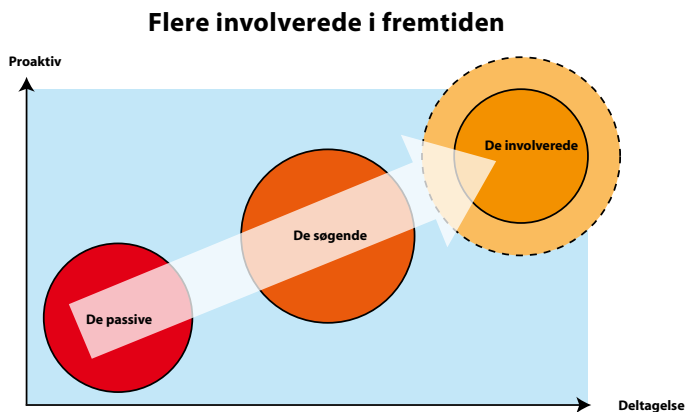 Flere involverede i fremtiden
Proaktiv
De involverede
De søgende
De passive
Deltagelse